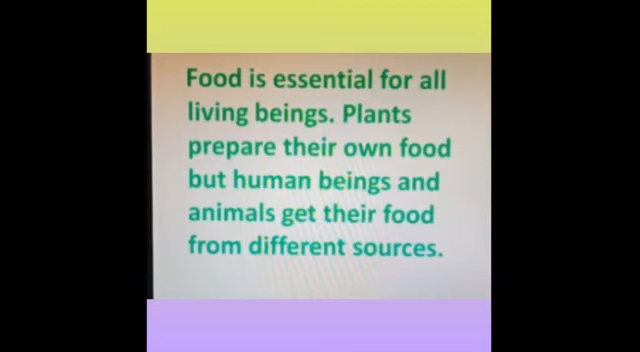 Food is essential for all
living beings. Plants
prepare their own food
but human beings and
animals get their food
from different sources.